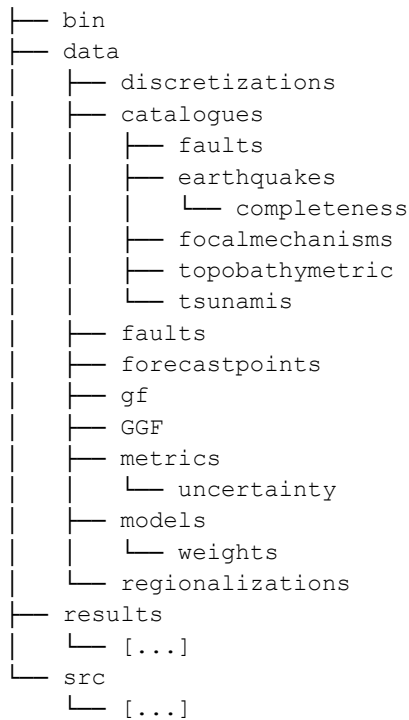 ├── bin
├── data
│   ├── discretizations
│   ├── catalogues
│   │   ├── faults
│   │   ├── earthquakes
│   │   │   └── completeness
│   │   ├── focalmechanisms
│   │   ├── topobathymetric
│   │   └── tsunamis
│   ├── faults
│   ├── forecastpoints
│   ├── gf
│   ├── GGF
│   ├── metrics
│   │   └── uncertainty
│   ├── models
│   │   └── weights
│   └── regionalizations
├── results
│   └── [...]
└── src
    └── [...]